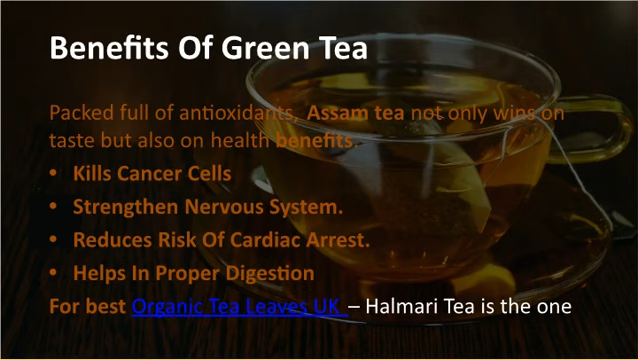 Benefits Of Green Tea
Packed full of antioxidants, Assam tea not only wins on
taste but also on health benefits.
• Kills Cancer Cells
• Strengthen Nervous System.
• Reduces Risk Of Cardiac Arrest.
• Helps In Proper Digestion
For best Organic Tea Leaves UK – Halmari Tea is the one